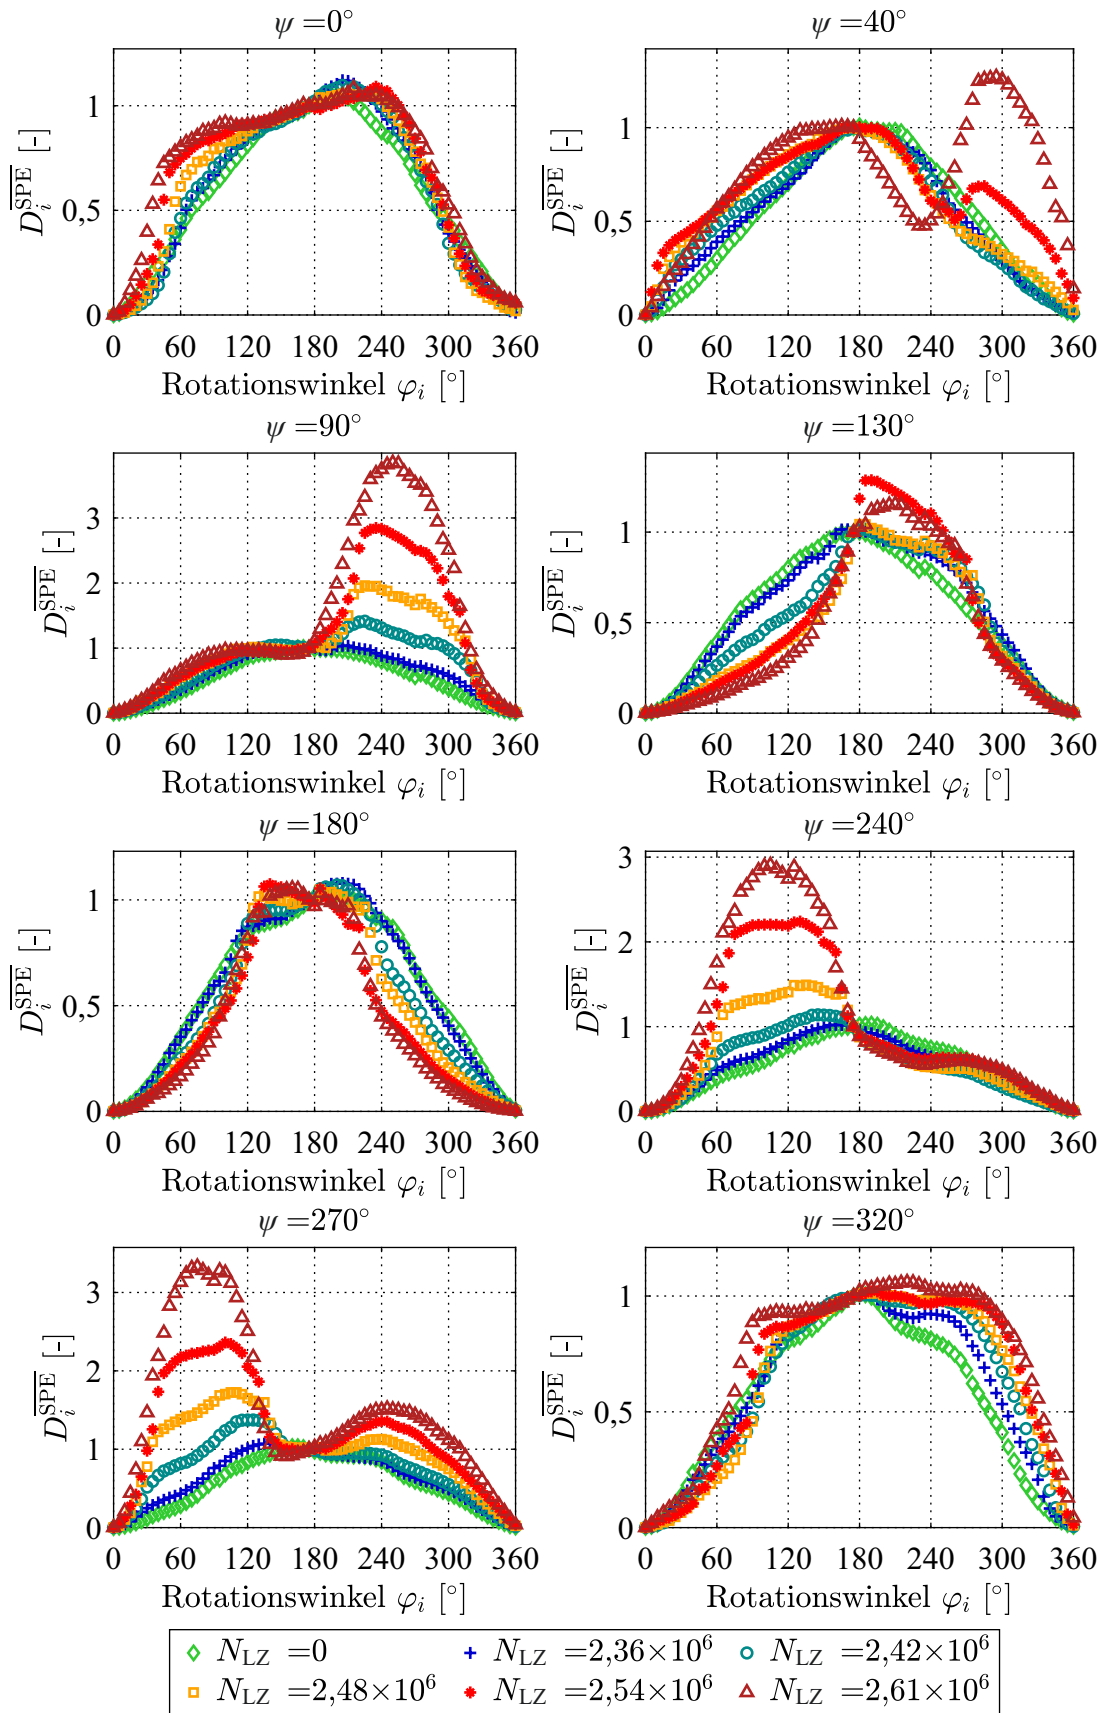 ψ =0° ψ =40°
1 1
0,5 0,5
0 0
D_i^SPE [-] D_i^SPE [-]
0 60 120 180 240 300 360 0 60 120 180 240 300 360
Rotationswinkel φ_i [°] Rotationswinkel φ_i [°]
ψ =90° ψ =130°
3 1
2 0,5
1 0
0
D_i^SPE [-] D_i^SPE [-]
0 60 120 180 240 300 360 0 60 120 180 240 300 360
Rotationswinkel φ_i [°] Rotationswinkel φ_i [°]
ψ =180° ψ =240°
1 3
0,5 2
0 1
0
D_i^SPE [-] D_i^SPE [-]
0 60 120 180 240 300 360 0 60 120 180 240 300 360
Rotationswinkel φ_i [°] Rotationswinkel φ_i [°]
ψ =270° ψ =320°
3 1
2 0,5
1 0
0
D_i^SPE [-] D_i^SPE [-]
0 60 120 180 240 300 360 0 60 120 180 240 300 360
Rotationswinkel φ_i [°] Rotationswinkel φ_i [°]
N_LZ =0 N_LZ =2,36×10^6 N_LZ =2,42×10^6
N_LZ =2,48×10^6 N_LZ =2,54×10^6 N_LZ =2,61×10^6